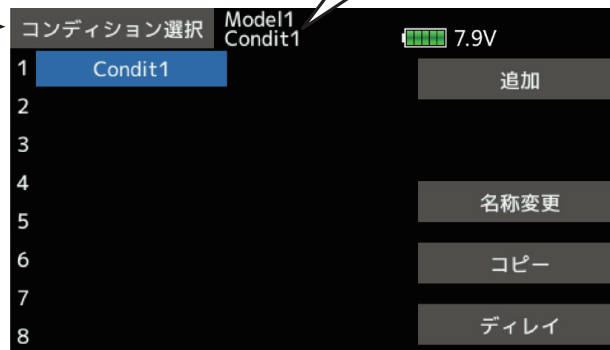 コンディション選択
Model1
Condit1
7.9V
1 Condit1
追加
2
3
4
名称変更
5
6
コピー
7
ディレイ
8